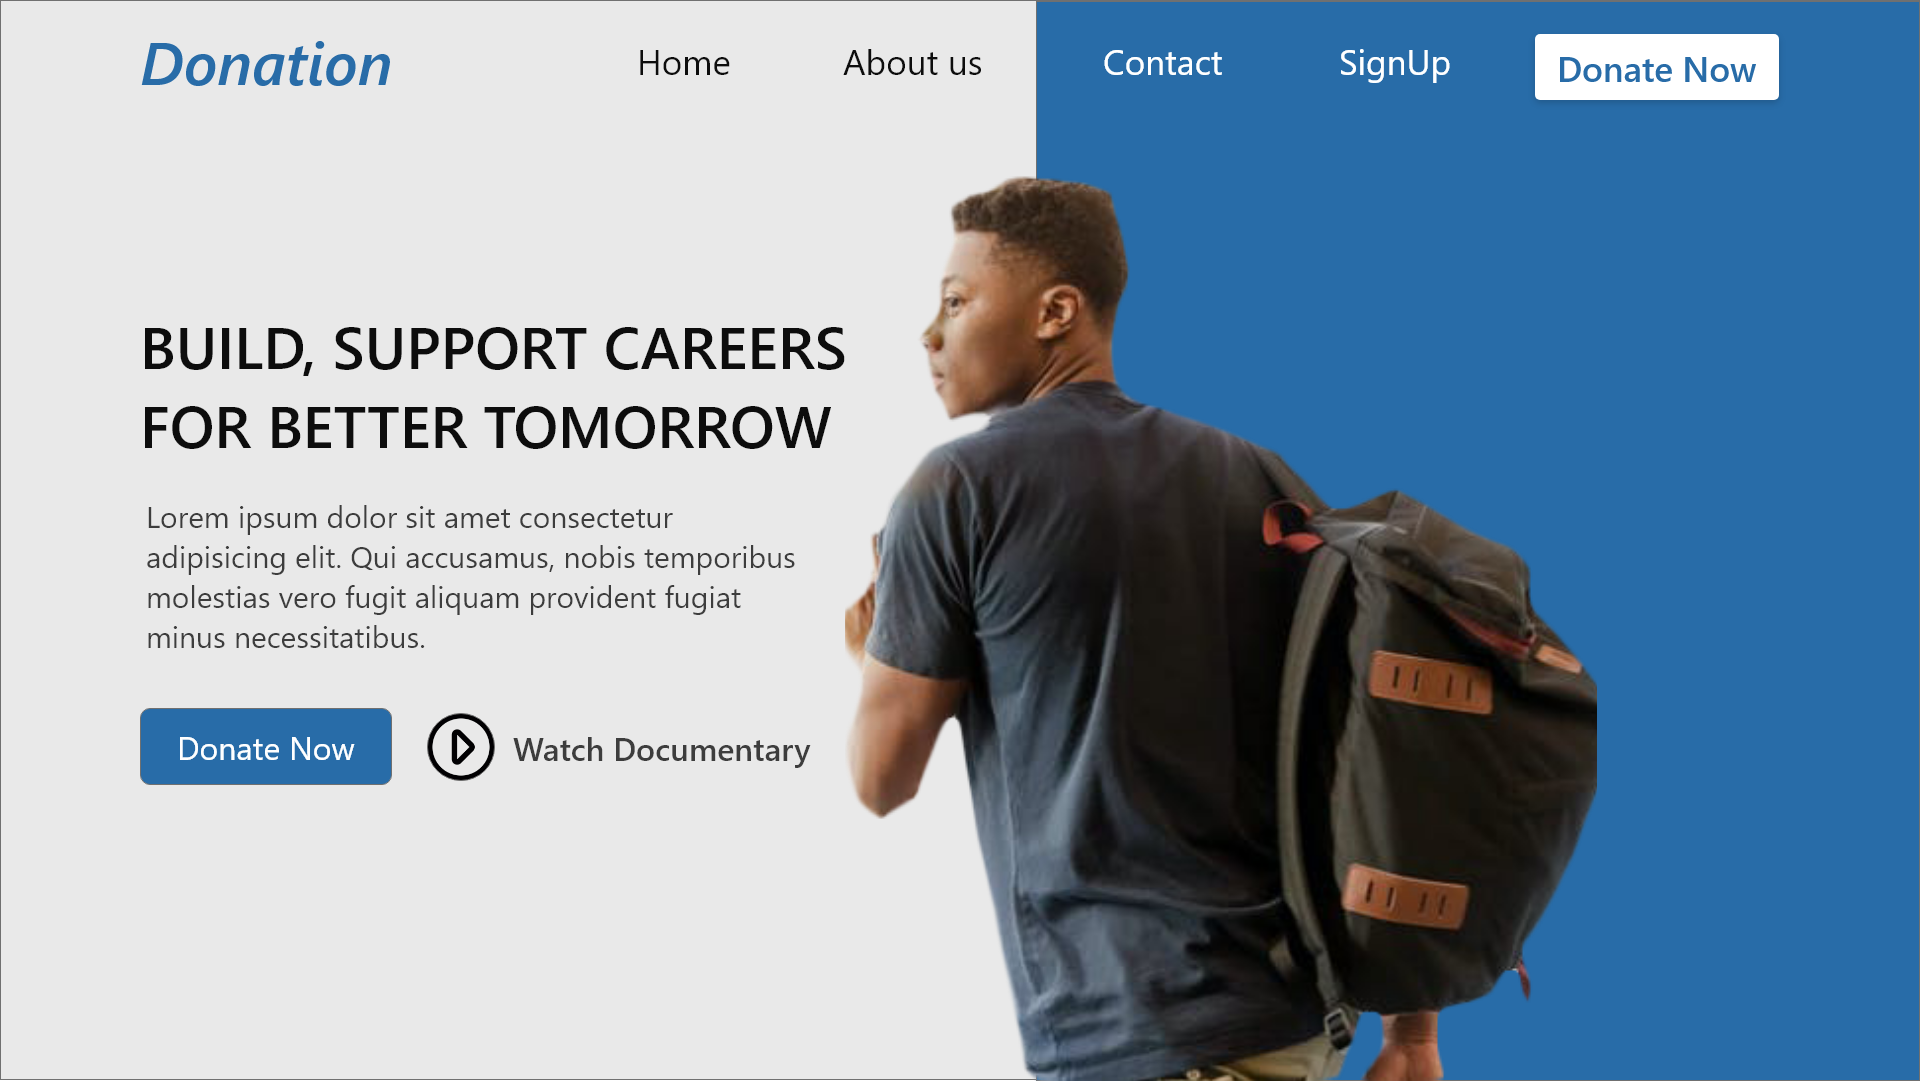 Donation
Home
About us
Contact
SignUp
Donate Now
BUILD, SUPPORT CAREERS
FOR BETTER TOMORROW
Lorem ipsum dolor sit amet consectetur
adipisicing elit. Qui accusamus, nobis temporibus
molestias vero fugit aliquam provident fugiat
minus necessitatibus.
Donate Now
Watch Documentary